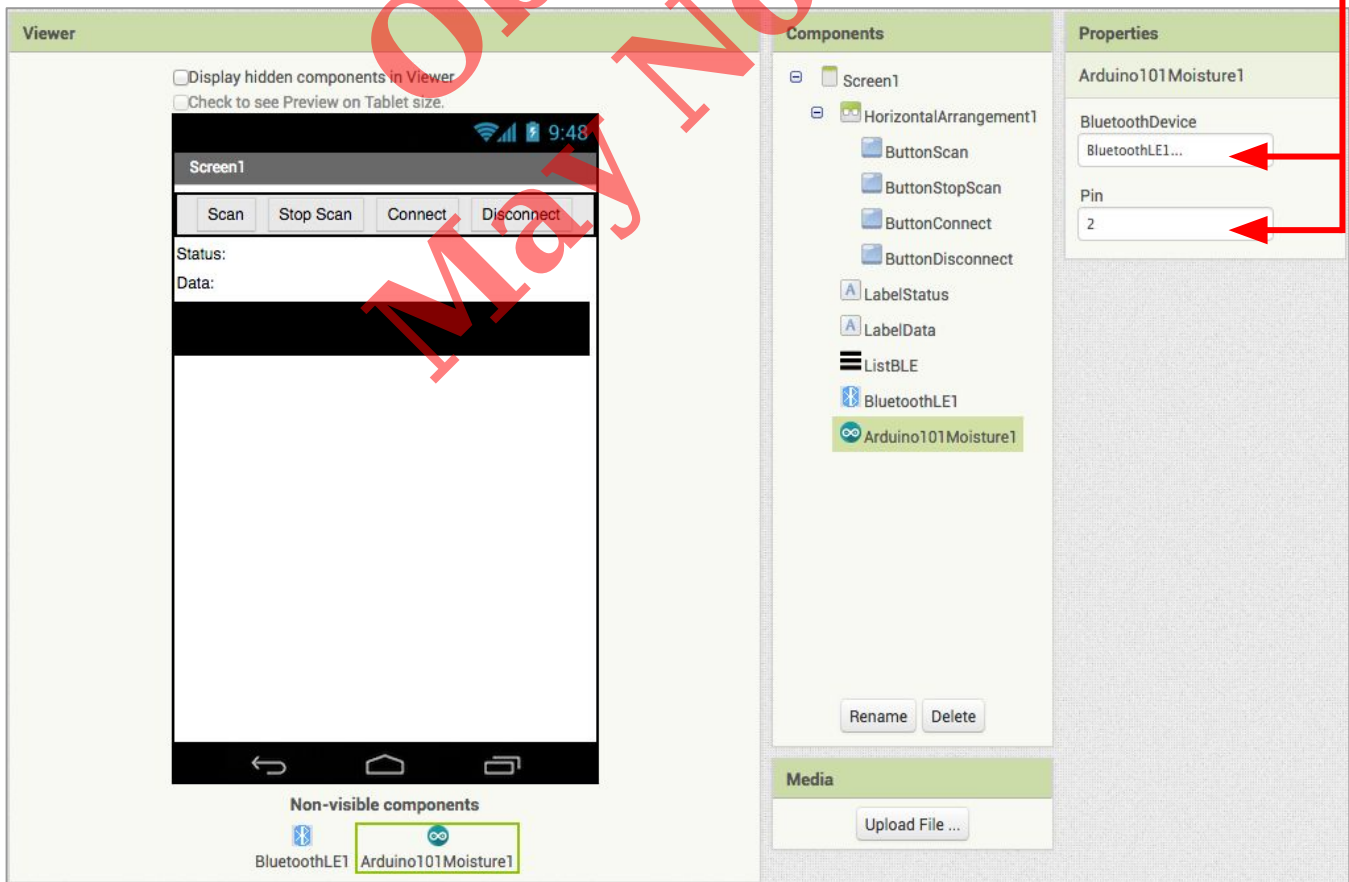 Viewer
Display hidden components in Viewer
Check to see Preview on Tablet size.
9:48
Screen1
Scan Stop Scan Connect Disconnect
Status:
Data:
Non-visible components
BluetoothLE1 Arduino101Moisture1
Components
Screen1
HorizontalArrangement1
ButtonScan
ButtonStopScan
ButtonConnect
ButtonDisconnect
LabelStatus
LabelData
ListBLE
BluetoothLE1
Arduino101Moisture1
Rename Delete
Media
Upload File ...
Properties
Arduino101Moisture1
BluetoothDevice
BluetoothLE1...
Pin
2
May